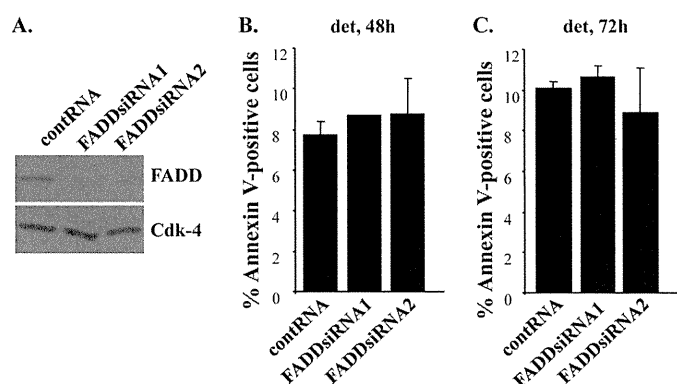 A.
contRNA
FADDsiRNA1
FADDsiRNA2
FADD
Cdk-4
B.
det, 48h
% Annexin V-positive cells
12
10
8
6
4
2
0
contRNA
FADDsiRNA1
FADDsiRNA2
C.
det, 72h
% Annexin V-positive cells
12
10
8
6
4
2
0
contRNA
FADDsiRNA1
FADDsiRNA2